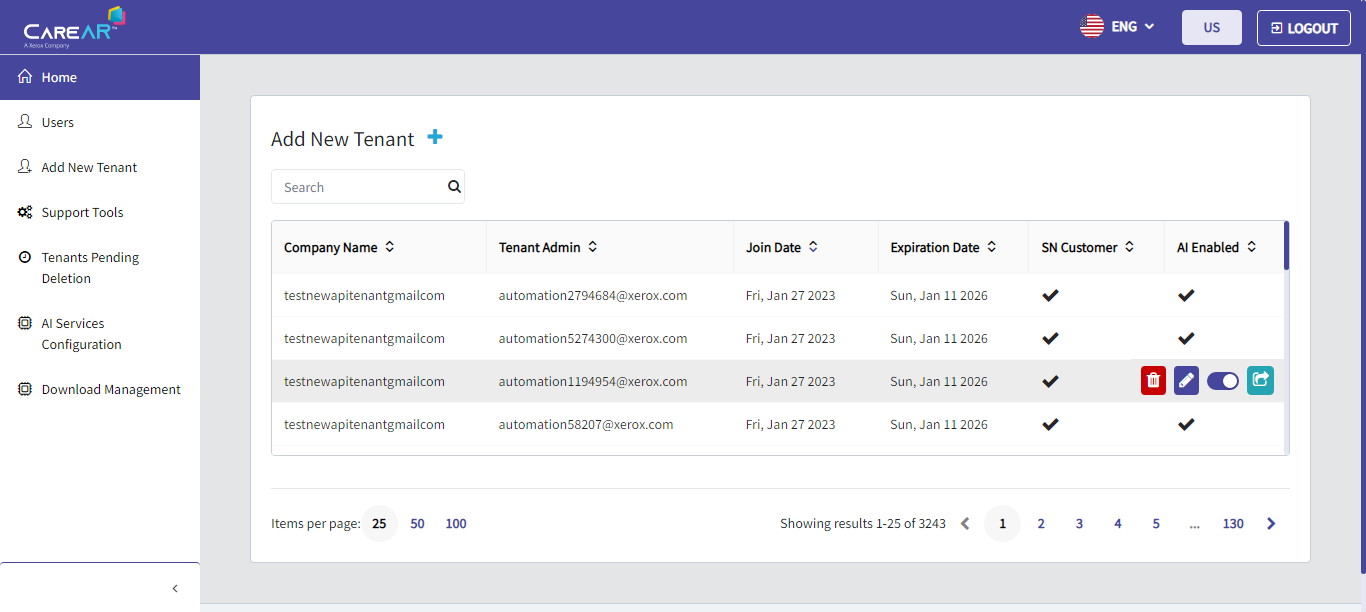 CAREAR™
A Xerox Company
ENG
US
LOGOUT
Home
Users
Add New Tenant
Support Tools
Tenants Pending
Deletion
AI Services
Configuration
Download Management
Add New Tenant
Search
Company Name Tenant Admin Join Date Expiration Date SN Customer AI Enabled
testnewapitenantgmailcom automation2794684@xerox.com Fri, Jan 27 2023 Sun, Jan 11 2026
testnewapitenantgmailcom automation5274300@xerox.com Fri, Jan 27 2023 Sun, Jan 11 2026
testnewapitenantgmailcom automation1194954@xerox.com Fri, Jan 27 2023 Sun, Jan 11 2026
testnewapitenantgmailcom automation58207@xerox.com Fri, Jan 27 2023 Sun, Jan 11 2026
Items per page: 25 50 100 Showing results 1-25 of 3243 1 2 3 4 5 ... 130